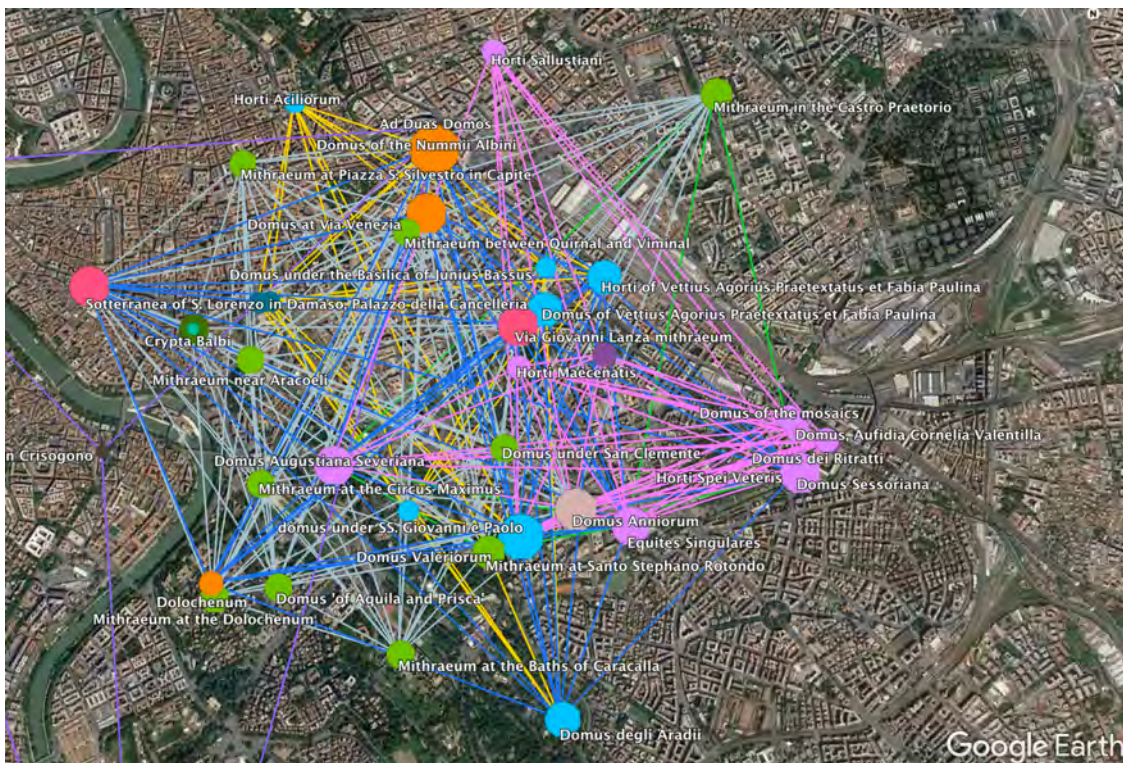 N
Horti Sallustiani
Mithraeum in the Castro Praetorio
Horti Aciliorum
Ad Duas Domos
Domus of the Nummii Albini
Mithraeum at Piazza S. Silvestro in Capite
Domus at Via Venezia
Mithraeum between Quirnal and Viminal
Domus under the Basilica of Junius Bassus
Horti of Vettius Agorius Praetextatus et Fabia Paulina
Sotterranea of S. Lorenzo in Damaso, Palazzo della Cancelleria
Domus of Vettius Agorius Praetextatus et Fabia Paulina
Via Giovanni Lanza mithraeum
Crypta Balbi
Horti Maecenatis
Mithraeum near Aracoeli
Domus of the mosaics
Domus, Aufidia Cornelia Valentilla
n Crisogono
Domus under San Clemente
Domus dei Ritratti
Domus Augustiana Severiana
Horti Spei Veteris
Domus Sessoriana
Mithraeum at the Circus Maximus
domus under SS. Giovanni e Paolo
Domus Anniorum
Equites Singulares
Domus Valeriorum
Mithraeum at Santo Stephano Rotondo
Dolochenum
Domus 'of Aquila and Prisca'
Mithraeum at the Dolochenum
Mithraeum at the Baths of Caracalla
Domus degli Aradii
Google Earth